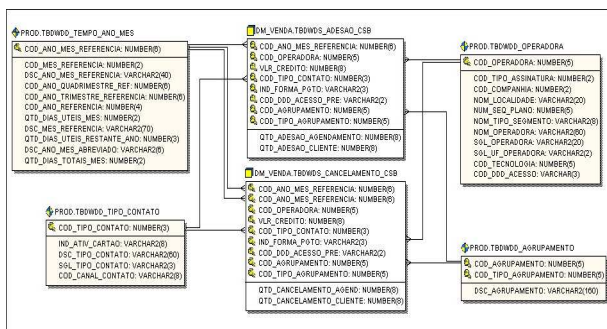 PROD.TBDWDD_TEMPO_ANO_MES
COD_ANO_MES_REFERENCIA: NUMBER(6)
COD_MES_REFERENCIA: NUMBER(2)
DSC_ANO_MES_REFERENCIA: VARCHAR2(40)
COD_ANO_QUADRIMESTRE_REF: NUMBER(6)
COD_ANO_TRIMESTRE_REFERENCIA: NUMBER(6)
COD_ANO_REFERENCIA: NUMBER(4)
QTD_DIAS_UTEIS_MES: NUMBER(2)
DSC_MES_REFERENCIA: VARCHAR2(70)
QTD_DIAS_UTEIS_RESTANTE_ANO: NUMBER(3)
DSC_ANO_MES_ABREVIADO: VARCHAR2(6)
QTD_DIAS_TOTAIS_MES: NUMBER(2)
PROD.TBDWDD_TIPO_CONTATO
COD_TIPO_CONTATO: NUMBER(3)
IND_ATIV_CARTAO: VARCHAR2(8)
DSC_TIPO_CONTATO: VARCHAR2(60)
SGL_TIPO_CONTATO: VARCHAR2(3)
COD_CANAL_CONTATO: VARCHAR2(8)
DM_VENDA.TBDWDS_ADESAO_CSB
COD_ANO_MES_REFERENCIA: NUMBER(6)
COD_OPERADORA: NUMBER(5)
VLR_CREDITO: NUMBER(8)
COD_TIPO_CONTATO: NUMBER(3)
IND_FORMA_PGTO: VARCHAR2(3)
COD_DDD_ACESSO_PRE: VARCHAR2(2)
COD_AGRUPAMENTO: NUMBER(5)
COD_TIPO_AGRUPAMENTO: NUMBER(5)
QTD_ADESAO_AGENDAMENTO: NUMBER(8)
QTD_ADESAO_CLIENTE: NUMBER(8)
DM_VENDA.TBDWDS_CANCELAMENTO_CSB
COD_ANO_MES_REFERENCIA: NUMBER(6)
COD_ANO_MES_REFERENCIA: NUMBER(6)
COD_OPERADORA: NUMBER(5)
VLR_CREDITO: NUMBER(8)
COD_TIPO_CONTATO: NUMBER(3)
IND_FORMA_PGTO: VARCHAR2(3)
COD_DDD_ACESSO_PRE: VARCHAR2(2)
COD_AGRUPAMENTO: NUMBER(5)
COD_TIPO_AGRUPAMENTO: NUMBER(5)
QTD_CANCELAMENTO_AGEND: NUMBER(8)
QTD_CANCELAMENTO_CLIENTE: NUMBER(8)
PROD.TBDWDD_OPERADORA
COD_OPERADORA: NUMBER(5)
COD_TIPO_ASSINATURA: NUMBER(2)
COD_COMPANHIA: NUMBER(2)
NOM_LOCALIDADE: VARCHAR2(20)
NUM_SEQ_PLANO: NUMBER(5)
NOM_TIPO_SEGMENTO: VARCHAR2(8)
NOM_OPERADORA: VARCHAR2(60)
SGL_OPERADORA: VARCHAR2(20)
SGL_UF_OPERADORA: VARCHAR2(2)
COD_TECNOLOGIA: NUMBER(5)
COD_DDD_ACESSO: VARCHAR(3)
PROD.TBDWDD_AGRUPAMENTO
COD_AGRUPAMENTO: NUMBER(5)
COD_TIPO_AGRUPAMENTO: NUMBER(5)
DSC_AGRUPAMENTO: VARCHAR2(160)